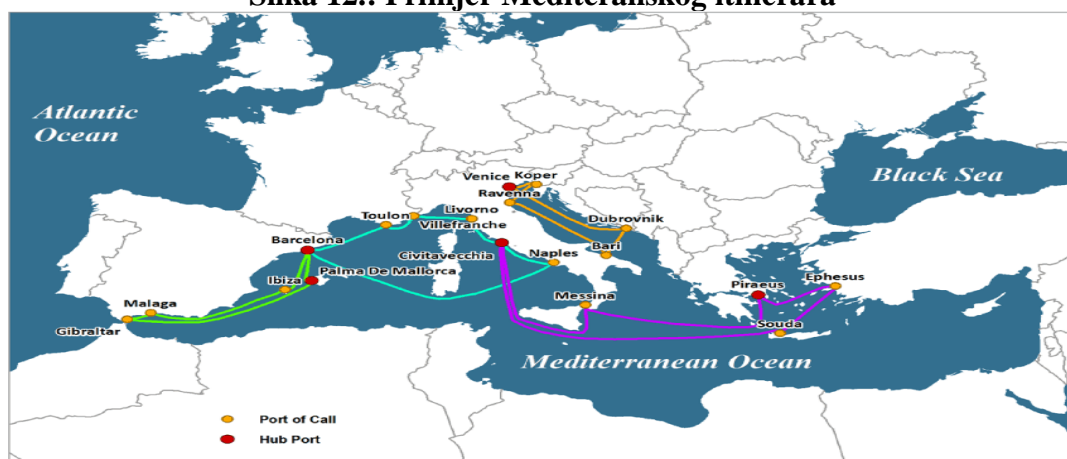 Slika 12.: Primjer Mediteranskog itinerara
Atlantic
Ocean
Black Sea
Venice Koper
Ravenna
Toulon
Livorno
Villefranche
Dubrovnik
Barcelona
Civitavecchia
Naples
Bari
Palma De Mallorca
Ibiza
Ephesus
Piraeus
Messina
Malaga
Gibraltar
Souda
Mediterranean Ocean
Port of Call
Hub Port